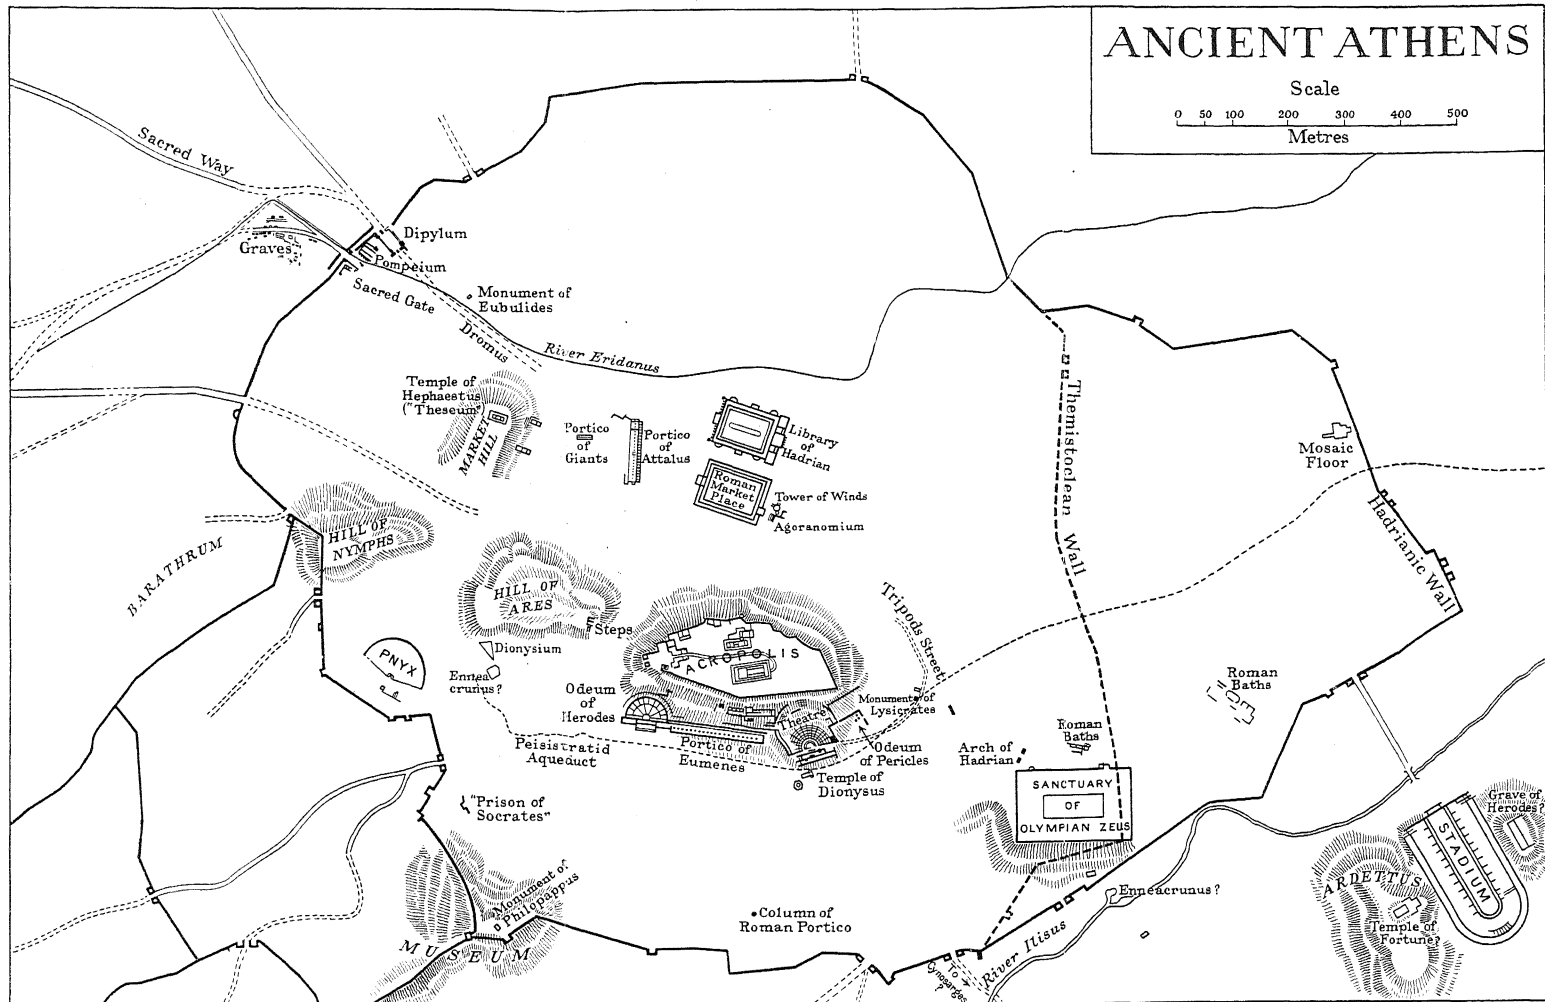 ANCIENT ATHENS
Scale
0 50 100 200 300 400 500
Metres
Sacred Way
Graves
Dipylum
Pompeium
Sacred Gate
Monument of
Eubulides
Dromus
River Eridanus
Temple of
Hephaestus
("Theseum"
MARKET
HILL
Portico
of
Giants
Portico
of
Attalus
Library
of
Hadrian
Roman
Market
Place
Tower of Winds
Agoranomium
Themistoclean Wall
Mosaic
Floor
Hadrianic Wall
HILL OF
NYMPHS
BARATHRUM
HILL OF
ARES
Steps
Dionysium
PNYX
Ennea
crunus?
ACROPOLIS
Tripods Street
Odeum
of
Herodes
Theatre
Monument of
Lysicrates
Roman
Baths
Peisistratid
Aqueduct
Portico of
Eumenes
Odeum
of Pericles
Temple of
Dionysus
Arch of
Hadrian
Roman
Baths
SANCTUARY
OF
OLYMPIAN ZEUS
"Prison of
Socrates"
Grave of
Herodes?
STADIUM
ARDETTUS
Temple of
Fortune?
Monument of
Philopappus
MUSEUM
Column of
Roman Portico
Enneacrunus?
River Ilisus
To
Cynosarges
?